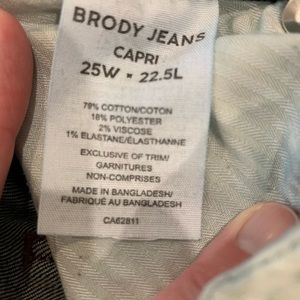 BRODY JEANS
CAPRI
25W - 22.5L
79% COTTON/COTON
18% POLYESTER
2% VISCOSE
1% ELASTANE/ÉLASTHANNE
EXCLUSIVE OF TRIM/
GARNITURES
NON-COMPRISES
MADE IN BANGLADESH/
FABRIQUÉ AU BANGLADESH
CA62811